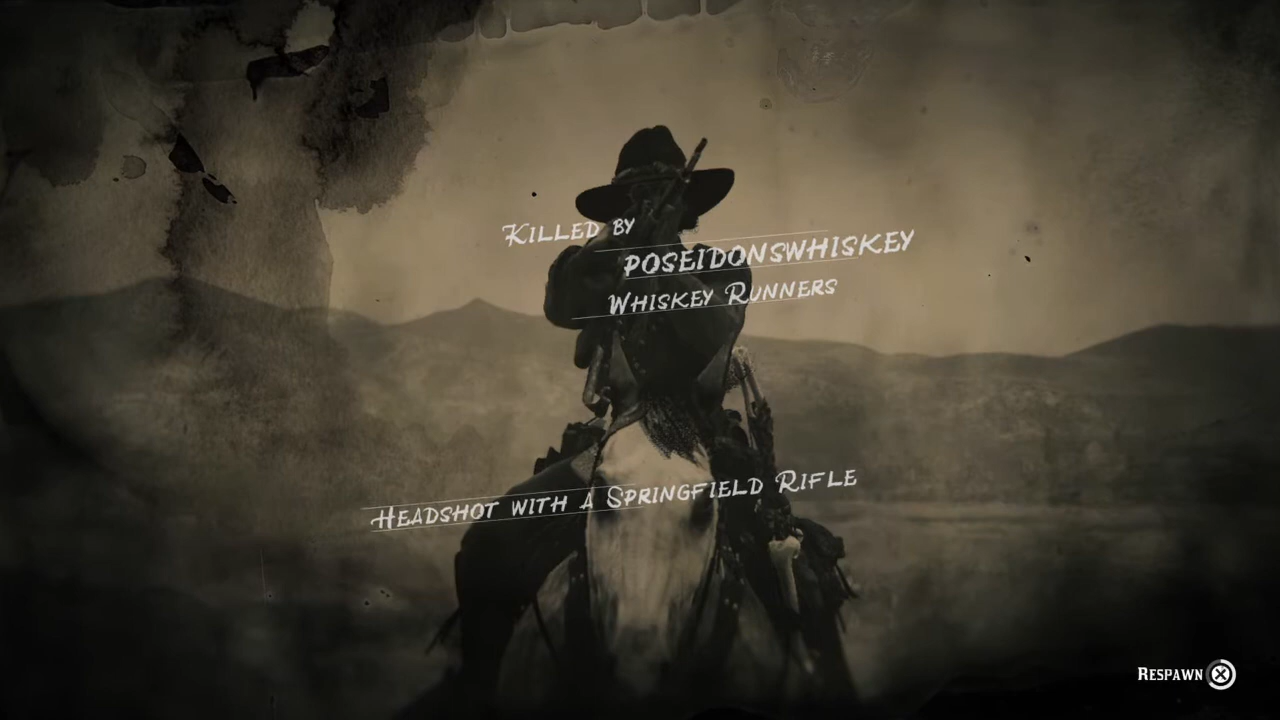 Killed by
PoseidonsWhiskey
Whiskey Runners
Headshot with a Springfield Rifle
Respawn